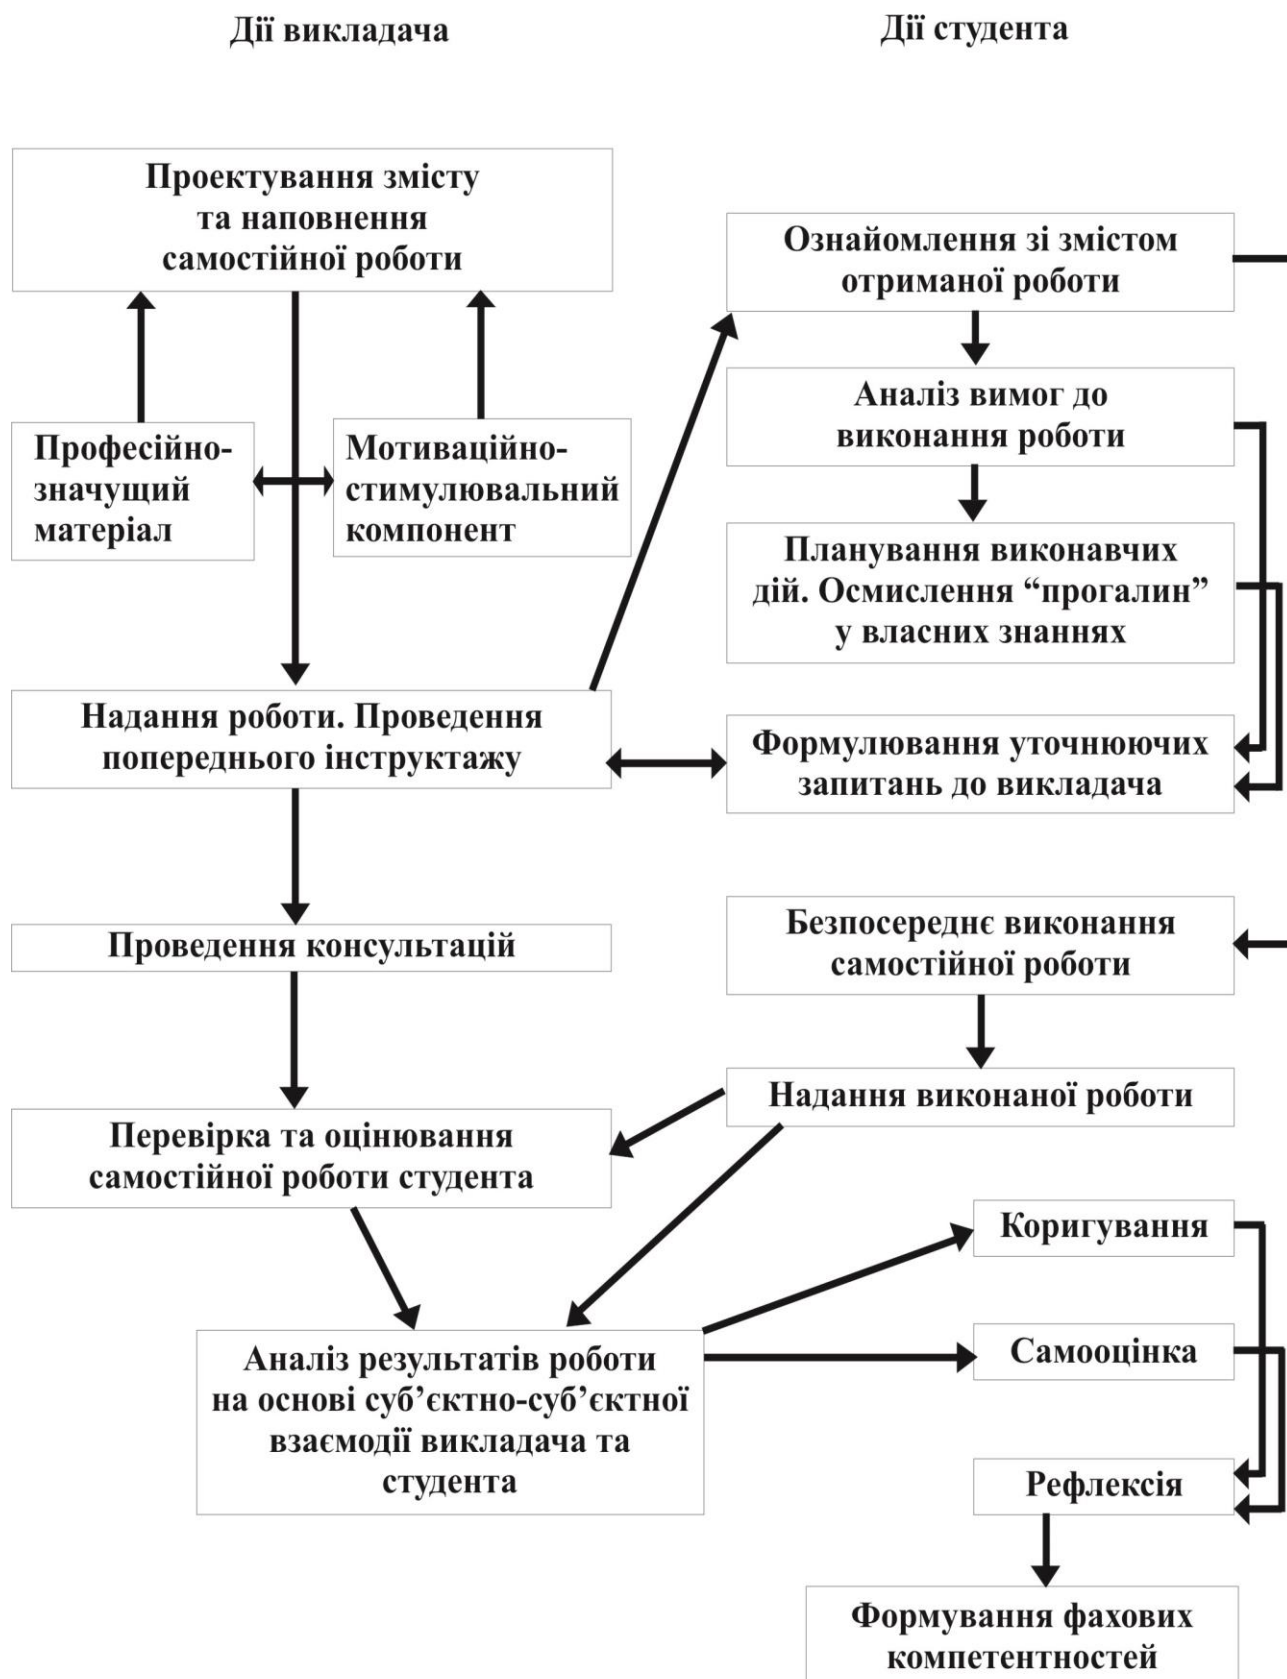 Дії викладача
Дії студента
Проектування змісту
та наповнення
самостійної роботи
Професійно-
значущий
матеріал
Мотиваційно-
стимулювальний
компонент
Надання роботи. Проведення
попереднього інструктажу
Проведення консультацій
Перевірка та оцінювання
самостійної роботи студента
Аналіз результатів роботи
на основі суб’єктно-суб’єктної
взаємодії викладача та
студента
Ознайомлення зі змістом
отриманої роботи
Аналіз вимог до
виконання роботи
Планування виконавчих
дій. Осмислення “прогалин”
у власних знаннях
Формулювання уточнюючих
запитань до викладача
Безпосереднє виконання
самостійної роботи
Надання виконаної роботи
Коригування
Самооцінка
Рефлексія
Формування фахових
компетентностей